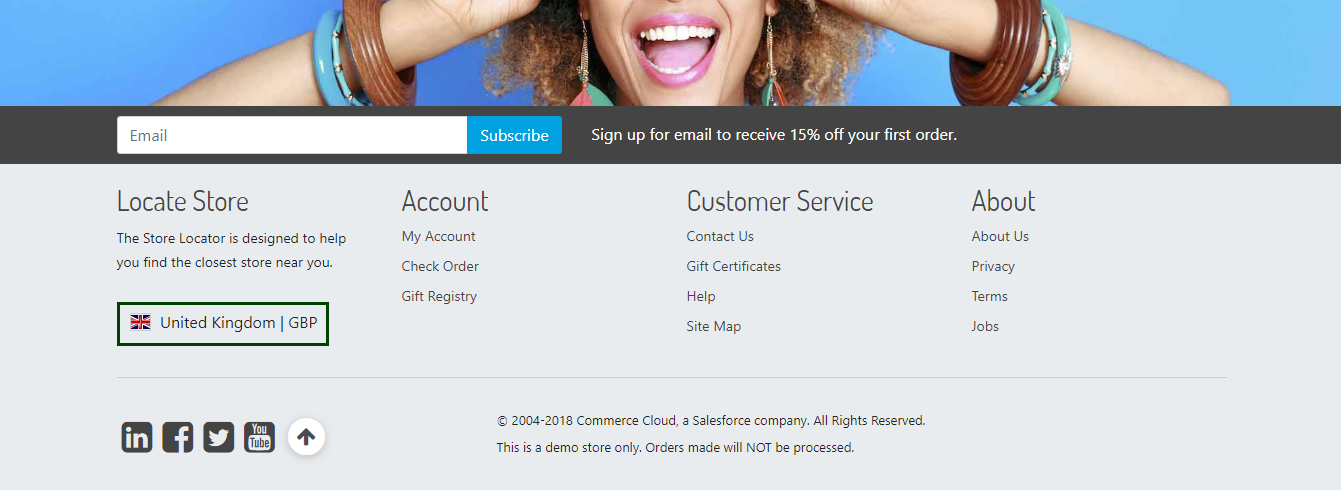 Email
Subscribe
Sign up for email to receive 15% off your first order.
Locate Store
The Store Locator is designed to help
you find the closest store near you.
United Kingdom | GBP
Account
My Account
Check Order
Gift Registry
Customer Service
Contact Us
Gift Certificates
Help
Site Map
About
About Us
Privacy
Terms
Jobs
in
f
You
Tube
© 2004-2018 Commerce Cloud, a Salesforce company. All Rights Reserved.
This is a demo store only. Orders made will NOT be processed.